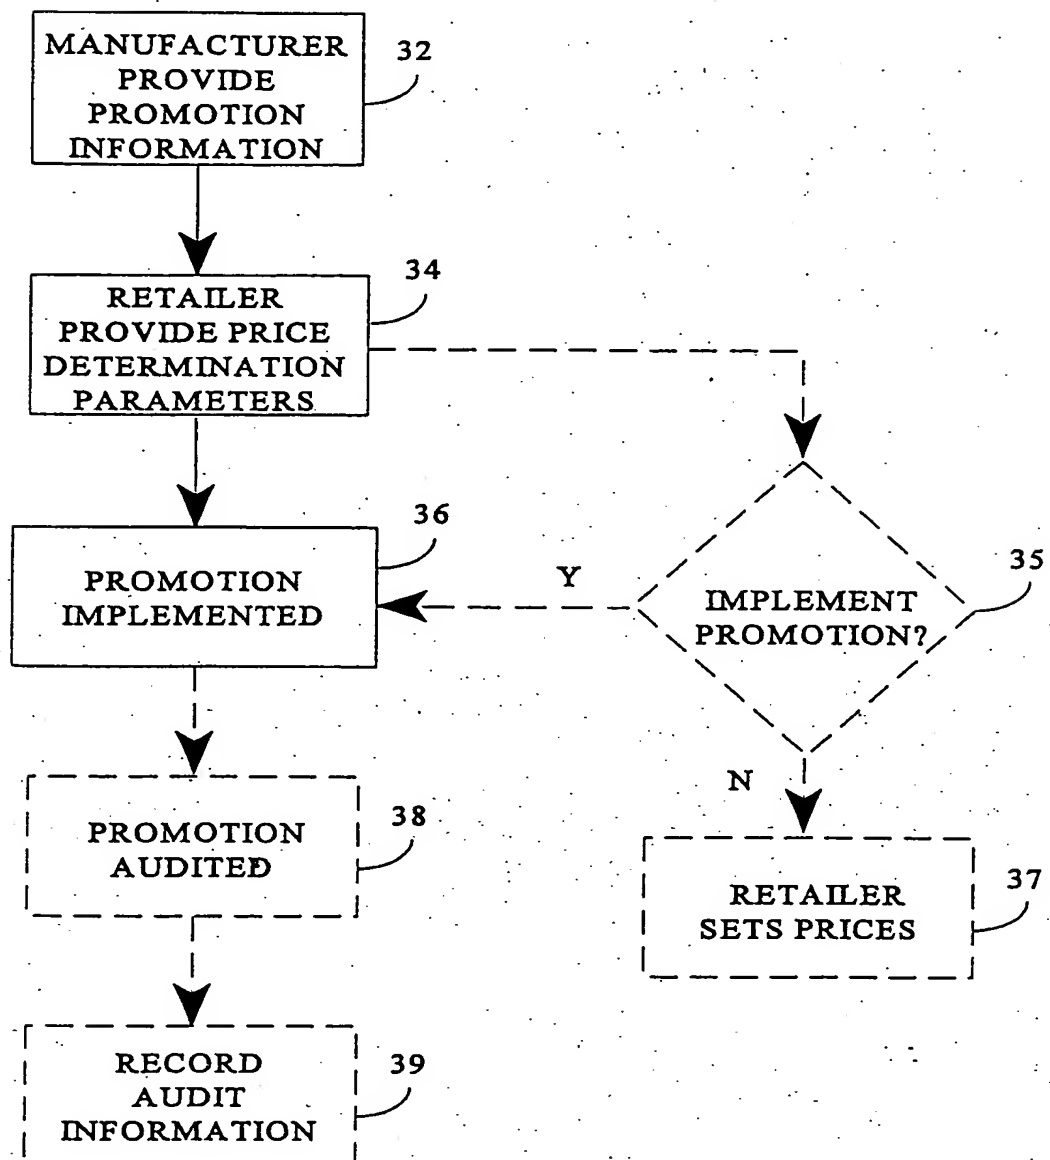 MANUFACTURER
PROVIDE
PROMOTION
INFORMATION
32
RETAILER
PROVIDE PRICE
DETERMINATION
PARAMETERS
34
PROMOTION
IMPLEMENTED
36
Y
IMPLEMENT
PROMOTION?
35
N
PROMOTION
AUDITED
38
RETAILER
SETS PRICES
37
RECORD
AUDIT
INFORMATION
39